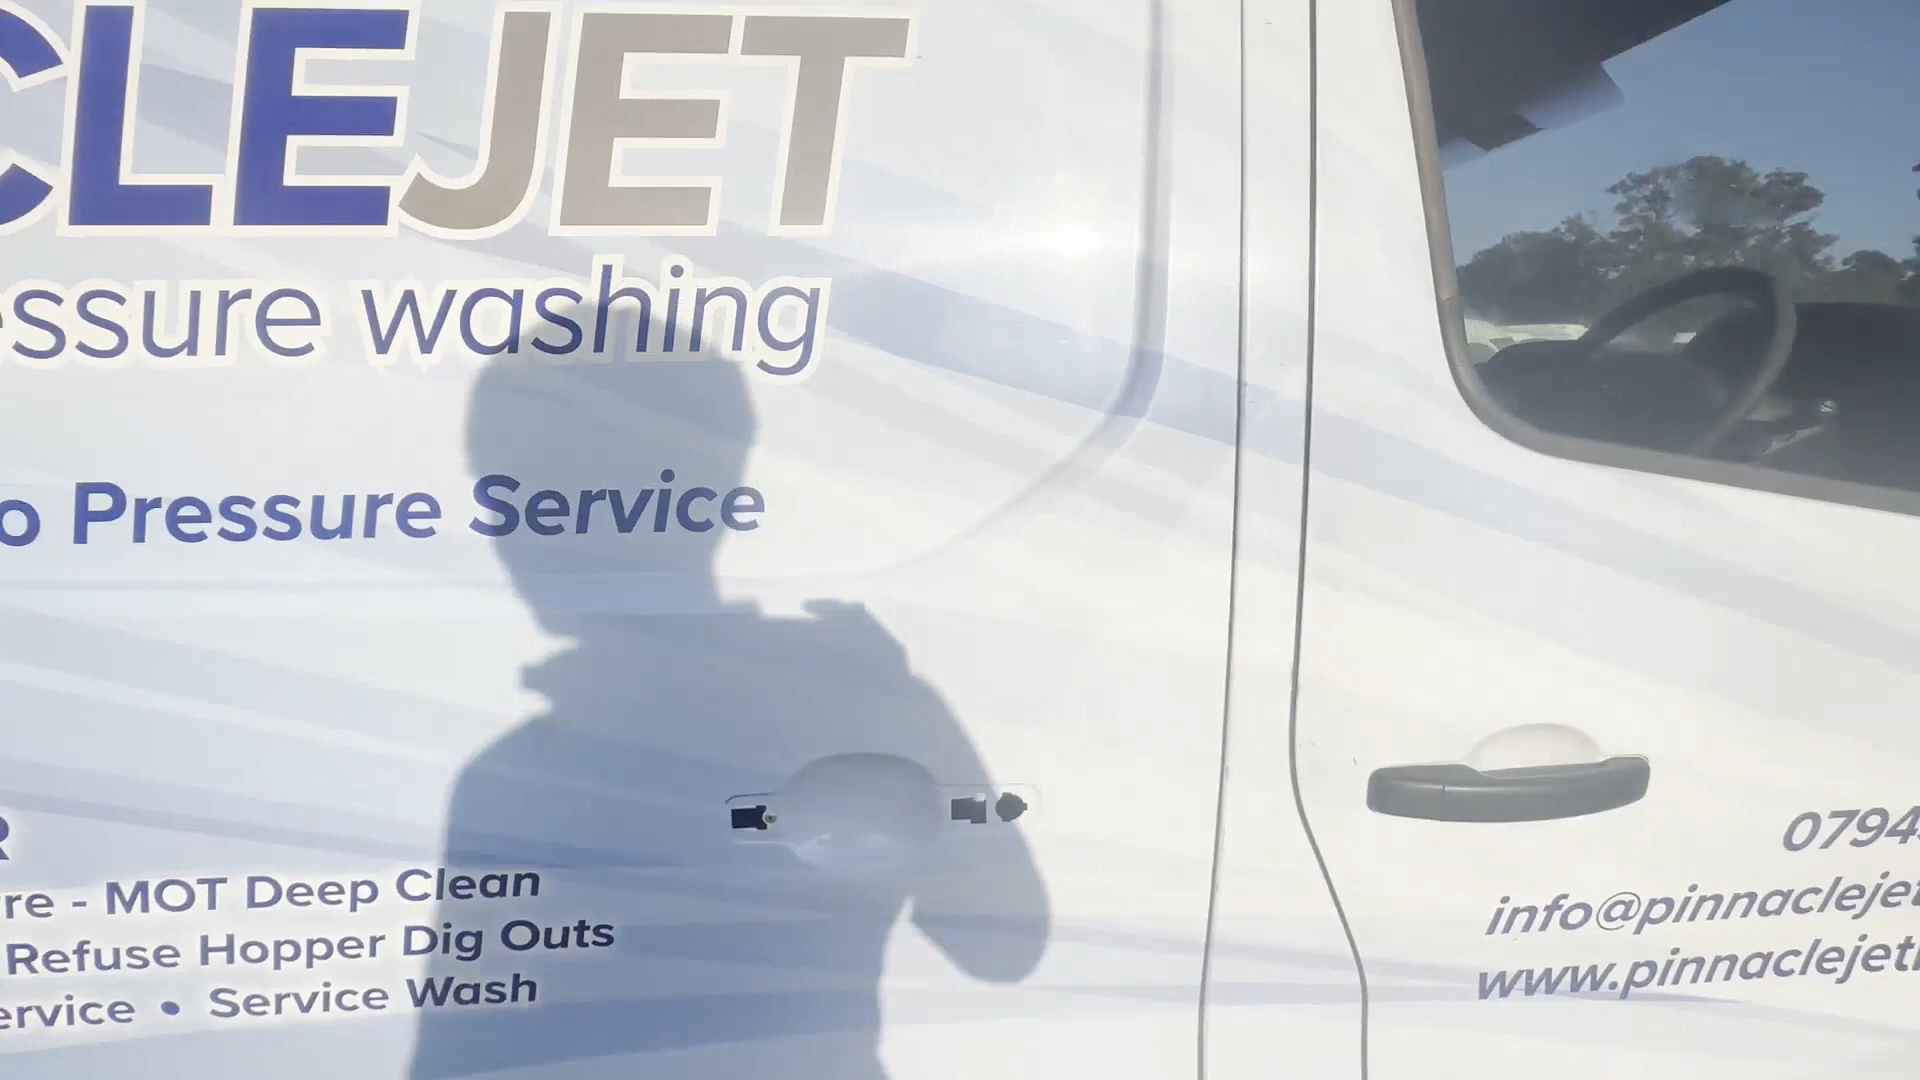 CLEJET
essure washing
o Pressure Service
R
re - MOT Deep Clean
Refuse Hopper Dig Outs
ervice • Service Wash
0794
info@pinnaclejet
www.pinnaclejet